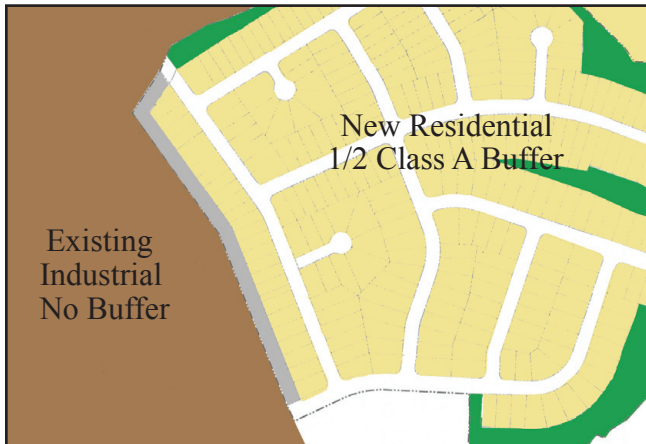 New Residential
1/2 Class A Buffer
Existing
Industrial
No Buffer